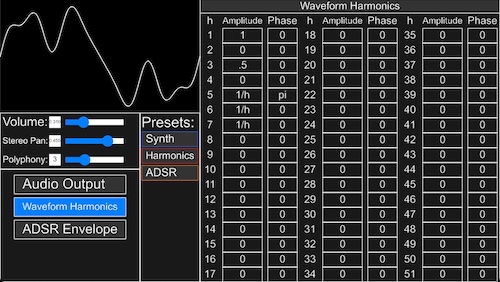 Waveform Harmonics
h Amplitude Phase h Amplitude Phase h Amplitude Phase
1 1 0 18 0 0 35 0 0
2 0 0 19 0 0 36 0 0
3 .5 0 20 0 0 37 0 0
4 0 0 21 0 0 38 0 0
5 1/h pi 22 0 0 39 0 0
6 1/h 0 23 0 0 40 0 0
7 1/h 0 24 0 0 41 0 0
8 0 0 25 0 0 42 0 0
9 0 0 26 0 0 43 0 0
10 0 0 27 0 0 44 0 0
11 0 0 28 0 0 45 0 0
12 0 0 29 0 0 46 0 0
13 0 0 30 0 0 47 0 0
14 0 0 31 0 0 48 0 0
15 0 0 32 0 0 49 0 0
16 0 0 33 0 0 50 0 0
17 0 0 34 0 0 51 0 0
Volume:
Stereo Pan:
Polyphony: 3
Presets:
Synth
Harmonics
ADSR
Audio Output
Waveform Harmonics
ADSR Envelope